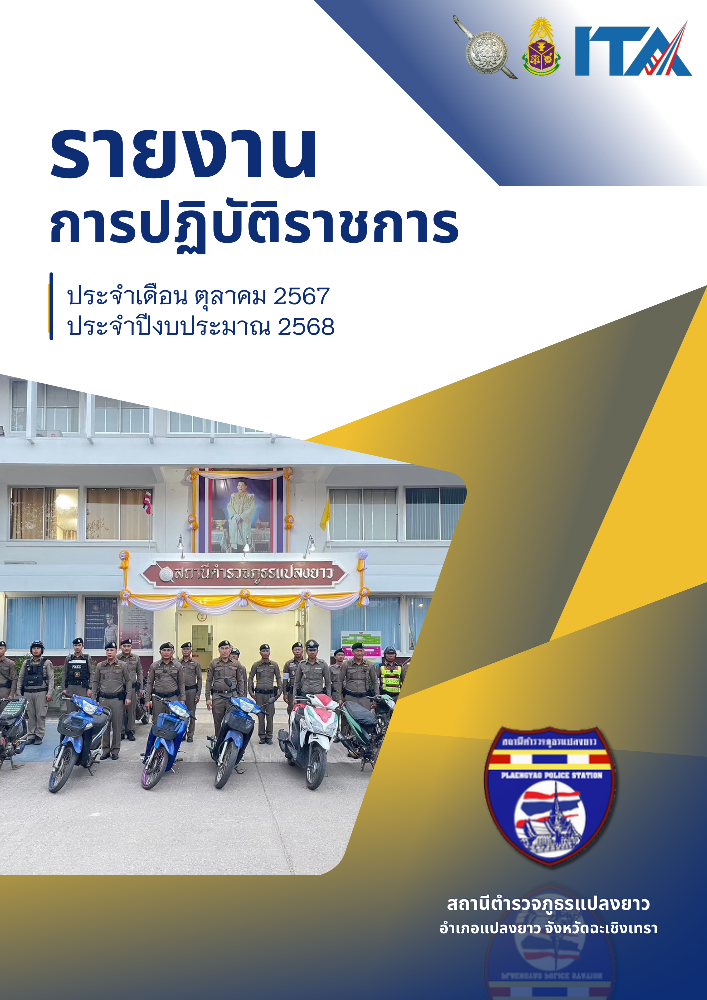 ITA
รายงาน
การปฏิบัติราชการ
ประจำเดือน ตุลาคม 2567
ประจำปีงบประมาณ 2568
สถานีตำรวจภูธรแปลงยาว
POLICE
6102
สถานีตำรวจภูธรแปลงยาว
PLAENGYAO POLICE STATION
สถานีตำรวจภูธรแปลงยาว
อำเภอแปลงยาว จังหวัดฉะเชิงเทรา
PLAENGYAO POLICE STATION